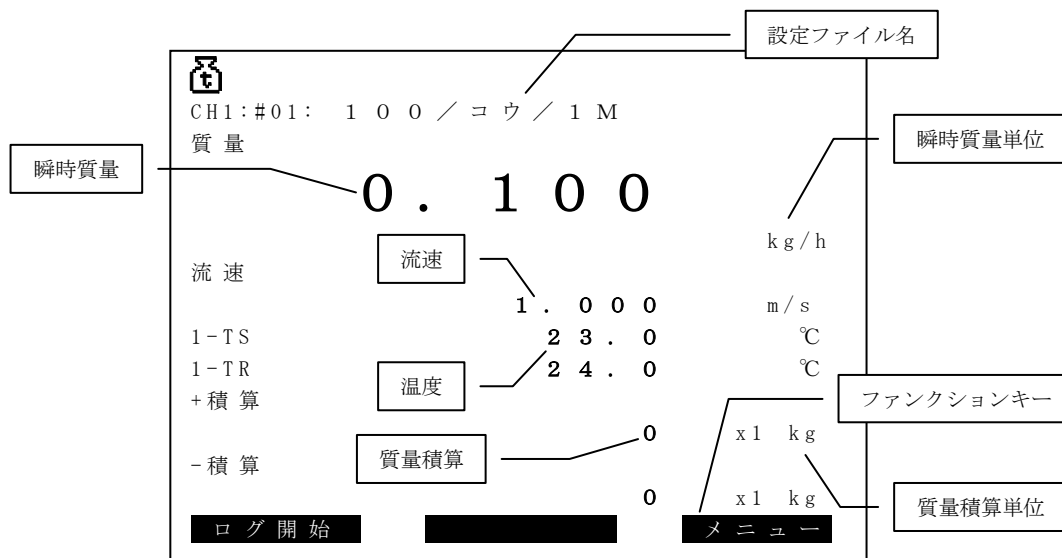 設定ファイル名
t
CH1:#01: 100/コウ/1M
質量
瞬時質量単位
瞬時質量
0.100
kg/h
流速
流速
1.000 m/s
1-TS 23.0 ℃
1-TR 24.0 ℃
温度
+積算
ファンクションキー
0 x1 kg
質量積算
-積算
0 x1 kg
質量積算単位
ログ開始 メニュー